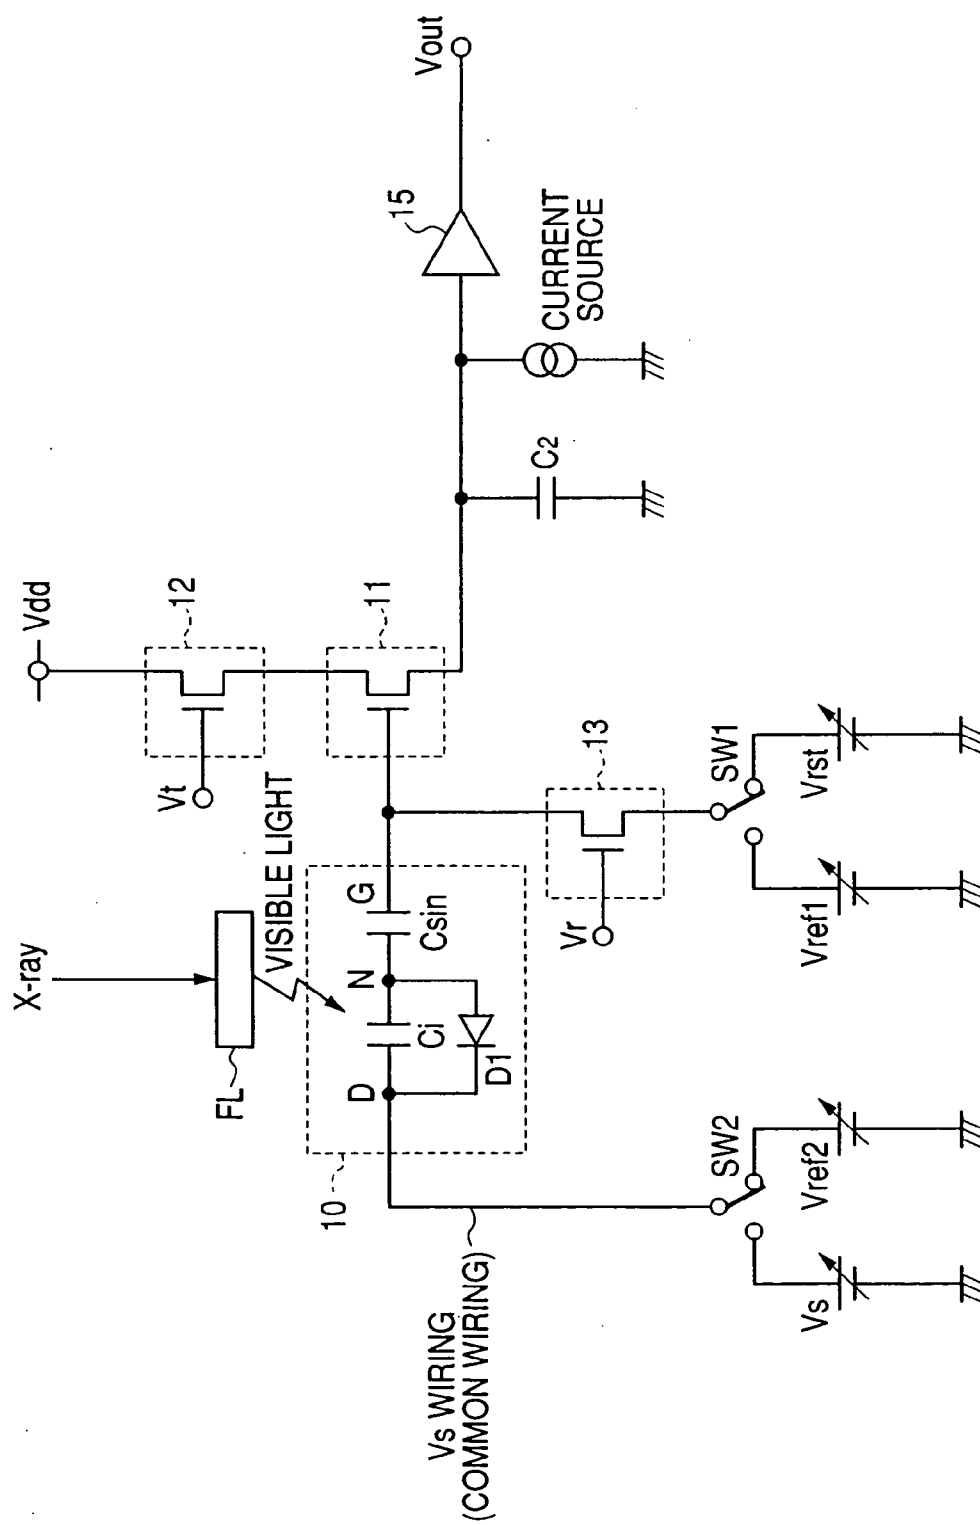 X-ray
FL
VISIBLE LIGHT
Vdd
12
Vt
11
Vout
15
CURRENT
SOURCE
C2
10
D
N
G
Ci
Csin
D1
13
Vr
Vs WIRING
(COMMON WIRING)
SW2
SW1
Vs
Vref2
Vref1
Vrst